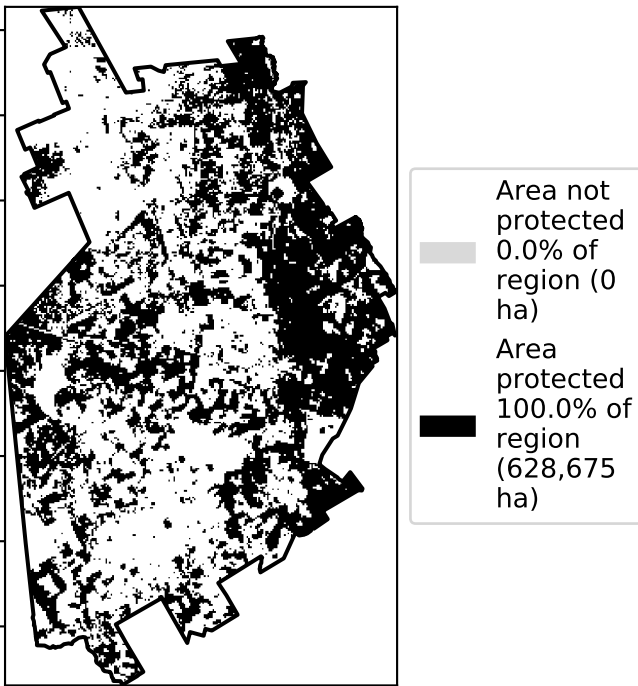 Area not
protected
0.0% of
region (0
ha)
Area
protected
100.0% of
region
(628,675
ha)